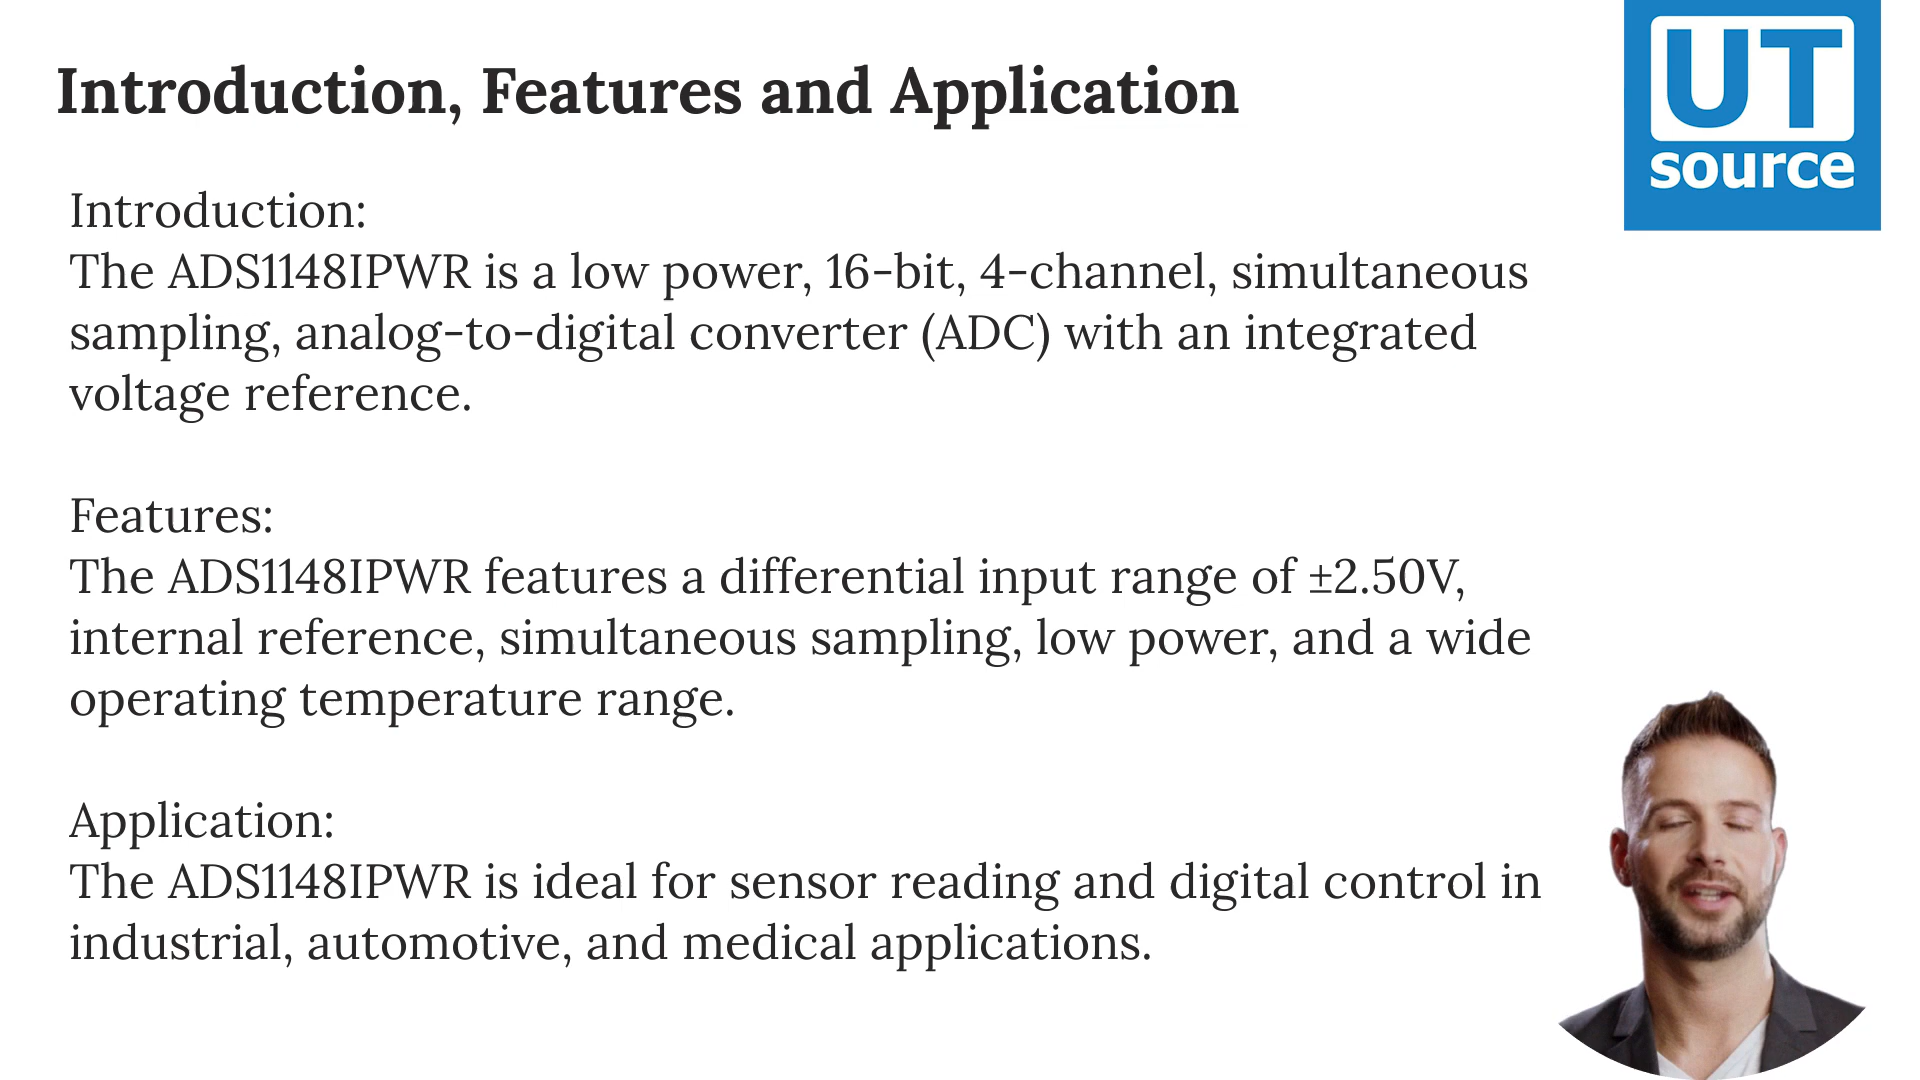 Introduction, Features and Application
UT
source
Introduction:
The ADS1148IPWR is a low power, 16-bit, 4-channel, simultaneous
sampling, analog-to-digital converter (ADC) with an integrated
voltage reference.
Features:
The ADS1148IPWR features a differential input range of ±2.50V,
internal reference, simultaneous sampling, low power, and a wide
operating temperature range.
Application:
The ADS1148IPWR is ideal for sensor reading and digital control in
industrial, automotive, and medical applications.